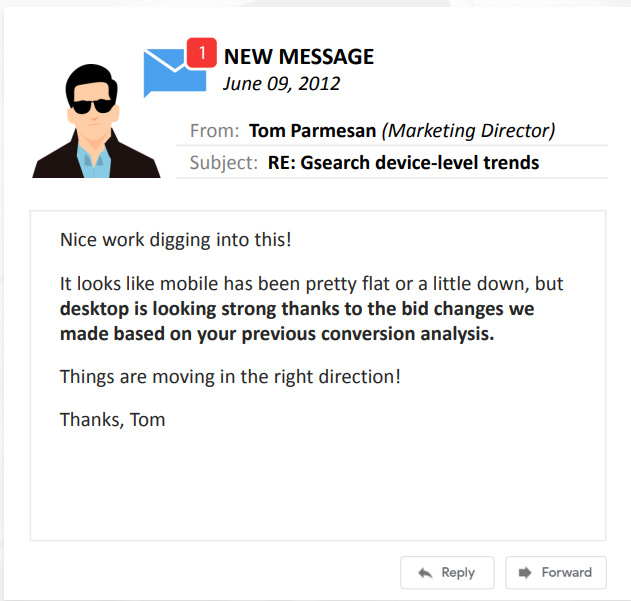 1
NEW MESSAGE
June 09, 2012
From: Tom Parmesan (Marketing Director)
Subject: RE: Gsearch device-level trends
Nice work digging into this!
It looks like mobile has been pretty flat or a little down, but
desktop is looking strong thanks to the bid changes we
made based on your previous conversion analysis.
Things are moving in the right direction!
Thanks, Tom
Reply
Forward